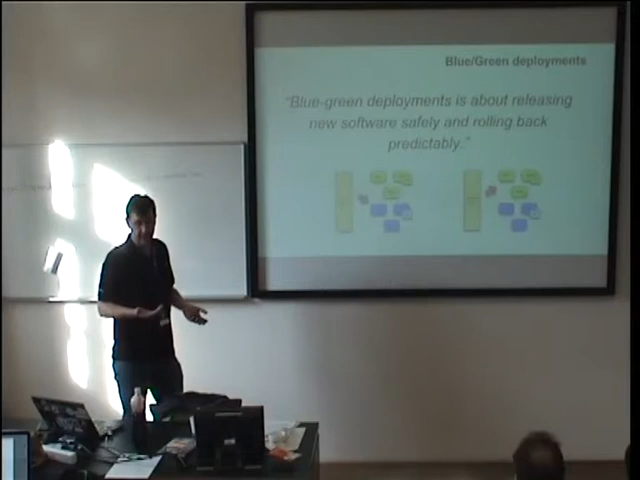 Blue/Green deployments
"Blue-green deployments is about releasing
new software safely and rolling back
predictably."